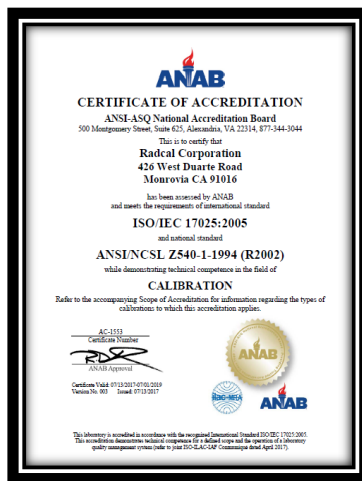 ANAB
CERTIFICATE OF ACCREDITATION
ANSI-ASQ National Accreditation Board
500 Montgomery Street, Suite 625, Alexandria, VA 22314, 877-344-3044
This is to certify that
Radcal Corporation
426 West Duarte Road
Monrovia CA 91016
has been assessed by ANAB
and meets the requirements of international standard
ISO/IEC 17025:2005
and national standard
ANSI/NCSL Z540-1-1994 (R2002)
while demonstrating technical competence in the field of
CALIBRATION
Refer to the accompanying Scope of Accreditation for information regarding the types of
calibrations to which this accreditation applies.
AC-1553
Certificate Number
ANAB Approval
Certificate Valid: 07/13/2017-07/01/2019
Version No. 003 Issued: 07/13/2017
ANAB
ilac-MRA
ANAB
This laboratory is accredited in accordance with the recognized International Standard ISO/IEC 17025:2005.
This accreditation demonstrates technical competence for a defined scope and the operation of a laboratory
quality management system (refer to joint ISO-ILAC-IAF Communique dated April 2017).